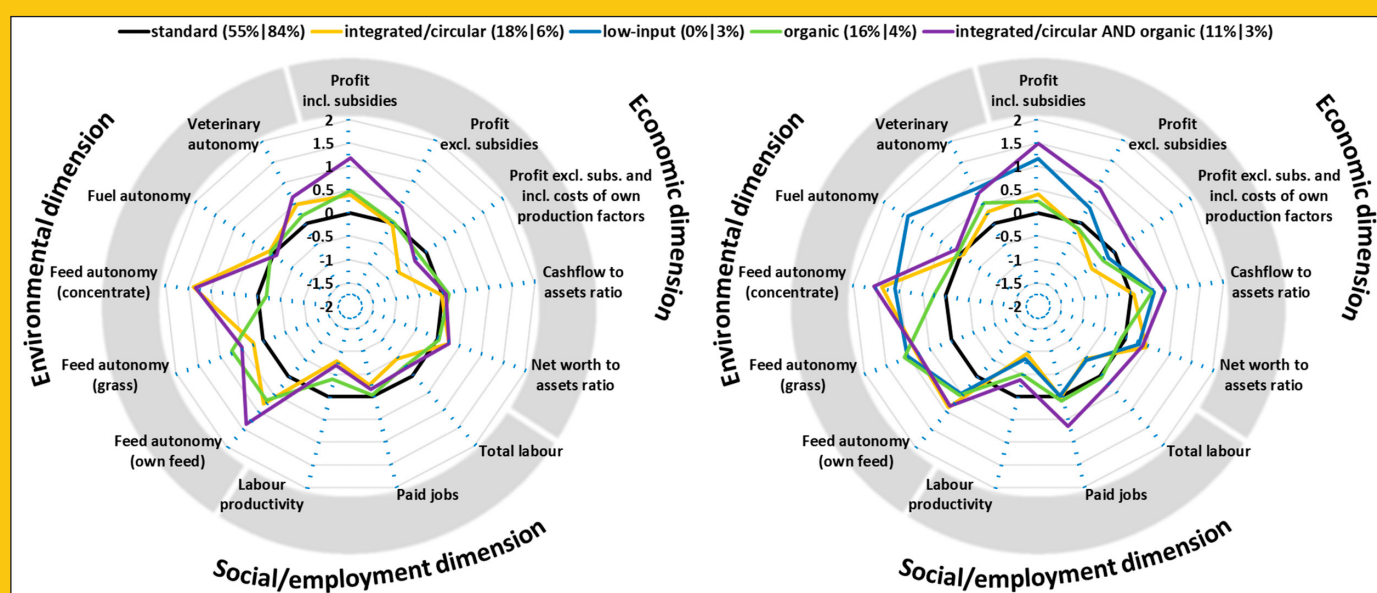 standard (55%|84%) integrated/circular (18%|6%) low-input (0%|3%) organic (16%|4%) integrated/circular AND organic (11%|3%)
Environmental dimension
Economic dimension
Social/employment dimension
Profit
incl. subsidies
Profit
excl. subsidies
Profit excl. subs. and
incl. costs of own
production factors
Cashflow to
assets ratio
Net worth to
assets ratio
Total labour
Paid jobs
Labour
productivity
Feed autonomy
(own feed)
Feed autonomy
(grass)
Feed autonomy
(concentrate)
Fuel autonomy
Veterinary
autonomy
2
1.5
1
0.5
0
-0.5
-1
-1.5
-2
Environmental dimension
Economic dimension
Social/employment dimension
Profit
incl. subsidies
Profit
excl. subsidies
Profit excl. subs. and
incl. costs of own
production factors
Cashflow to
assets ratio
Net worth to
assets ratio
Total labour
Paid jobs
Labour
productivity
Feed autonomy
(own feed)
Feed autonomy
(grass)
Feed autonomy
(concentrate)
Fuel autonomy
Veterinary
autonomy
2
1.5
1
0.5
0
-0.5
-1
-1.5
-2